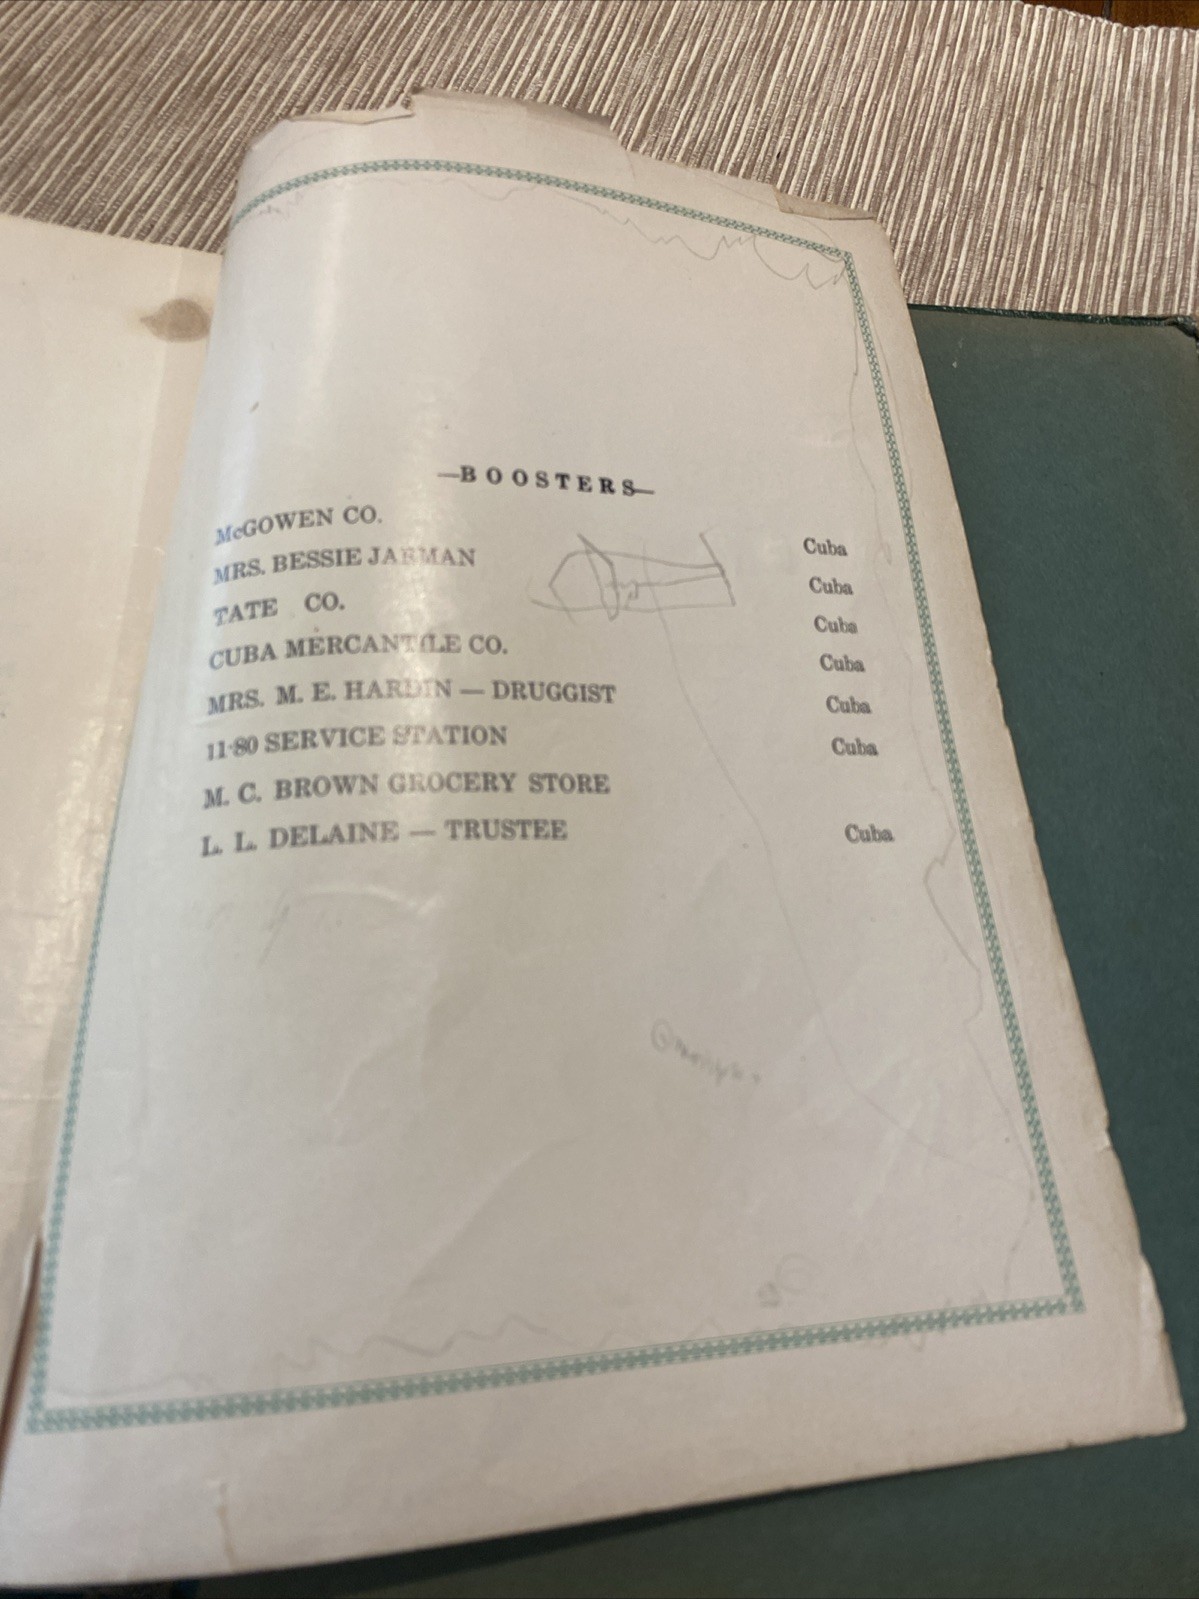 —BOOSTERS—
McGOWEN CO. Cuba
MRS. BESSIE JARMAN Cuba
TATE CO. Cuba
CUBA MERCANTILE CO. Cuba
MRS. M. E. HARDIN — DRUGGIST Cuba
11-80 SERVICE STATION Cuba
M. C. BROWN GROCERY STORE
L. L. DELAINE — TRUSTEE Cuba